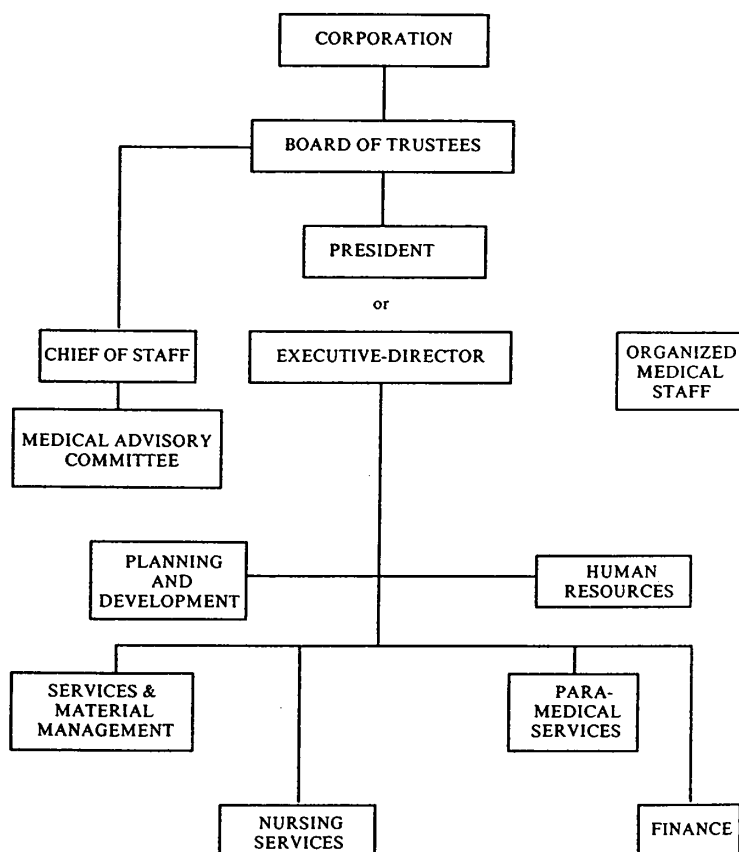 CORPORATION
BOARD OF TRUSTEES
PRESIDENT
or
CHIEF OF STAFF
EXECUTIVE-DIRECTOR
ORGANIZED
MEDICAL
STAFF
MEDICAL ADVISORY
COMMITTEE
PLANNING
AND
DEVELOPMENT
HUMAN
RESOURCES
SERVICES &
MATERIAL
MANAGEMENT
PARA-
MEDICAL
SERVICES
NURSING
SERVICES
FINANCE